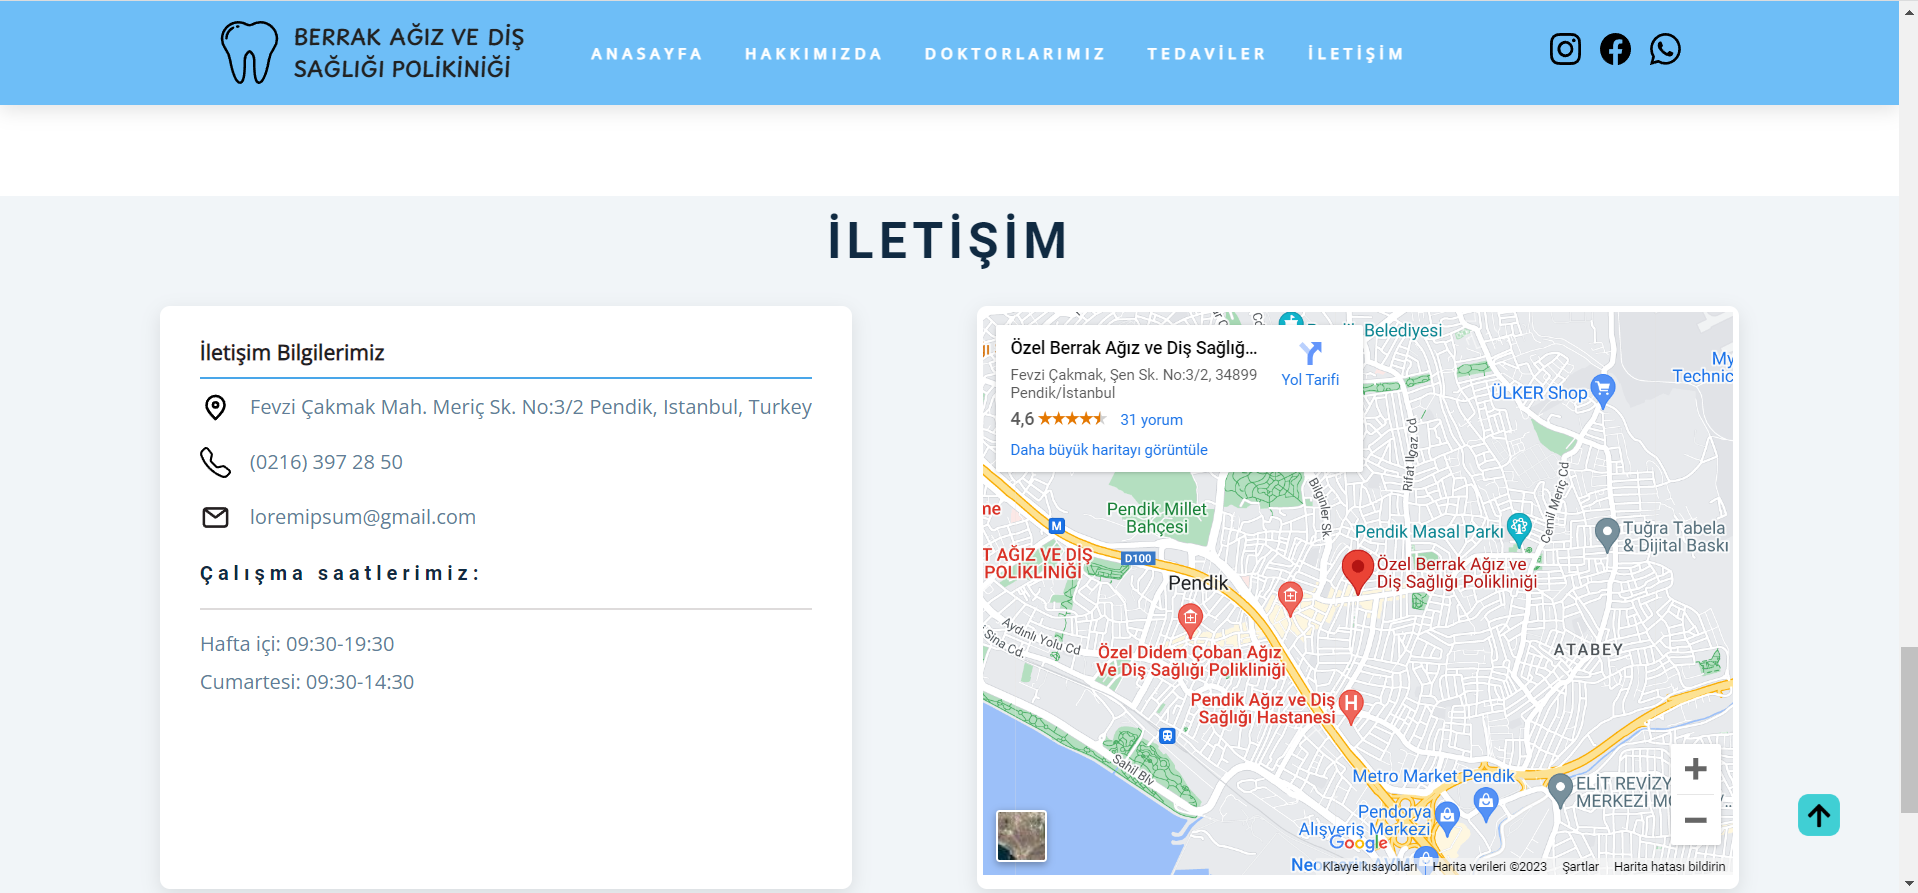 BERRAK AĞIZ VE DİŞ
SAĞLIĞI POLİKİNİĞİ
ANASAYFA
HAKKIMIZDA
DOKTORLARIMIZ
TEDAVİLER
İLETİŞİM
İLETİŞİM
İletişim Bilgilerimiz
Fevzi Çakmak Mah. Meriç Sk. No:3/2 Pendik, Istanbul, Turkey
(0216) 397 28 50
loremipsum@gmail.com
Çalışma saatlerimiz:
Hafta içi: 09:30-19:30
Cumartesi: 09:30-14:30
Belediyesi
Özel Berrak Ağız ve Diş Sağlığ...
Fevzi Çakmak, Şen Sk. No:3/2, 34899
Pendik/İstanbul
4,6
31 yorum
Daha büyük haritayı görüntüle
Yol Tarifi
My
Technic
ÜLKER Shop
Rifat Ilgaz Cd
Bilginler Sk.
Cemil Meriç Cd
me
Pendik Millet
Bahçesi
M
Pendik Masal Parkı
Tuğra Tabela
& Dijital Baskı
T AĞIZ VE DİŞ
POLİKLİNİĞİ
D100
Pendik
Özel Berrak Ağız ve
Diş Sağlığı Polikliniği
Aydınlı Yolu Cd
Sina Cd.
Özel Didem Çoban Ağız
Ve Diş Sağlığı Polikliniği
ATABEY
Pendik Ağız ve Diş
Sağlığı Hastanesi
H
Sahil Blv
Metro Market Pendik
ELİT REVİZY
MERKEZİ
Pendorya
Alışveriş Merkezi
Google
Klavye kısayolları
Harita verileri ©2023
Şartlar
Harita hatası bildirin